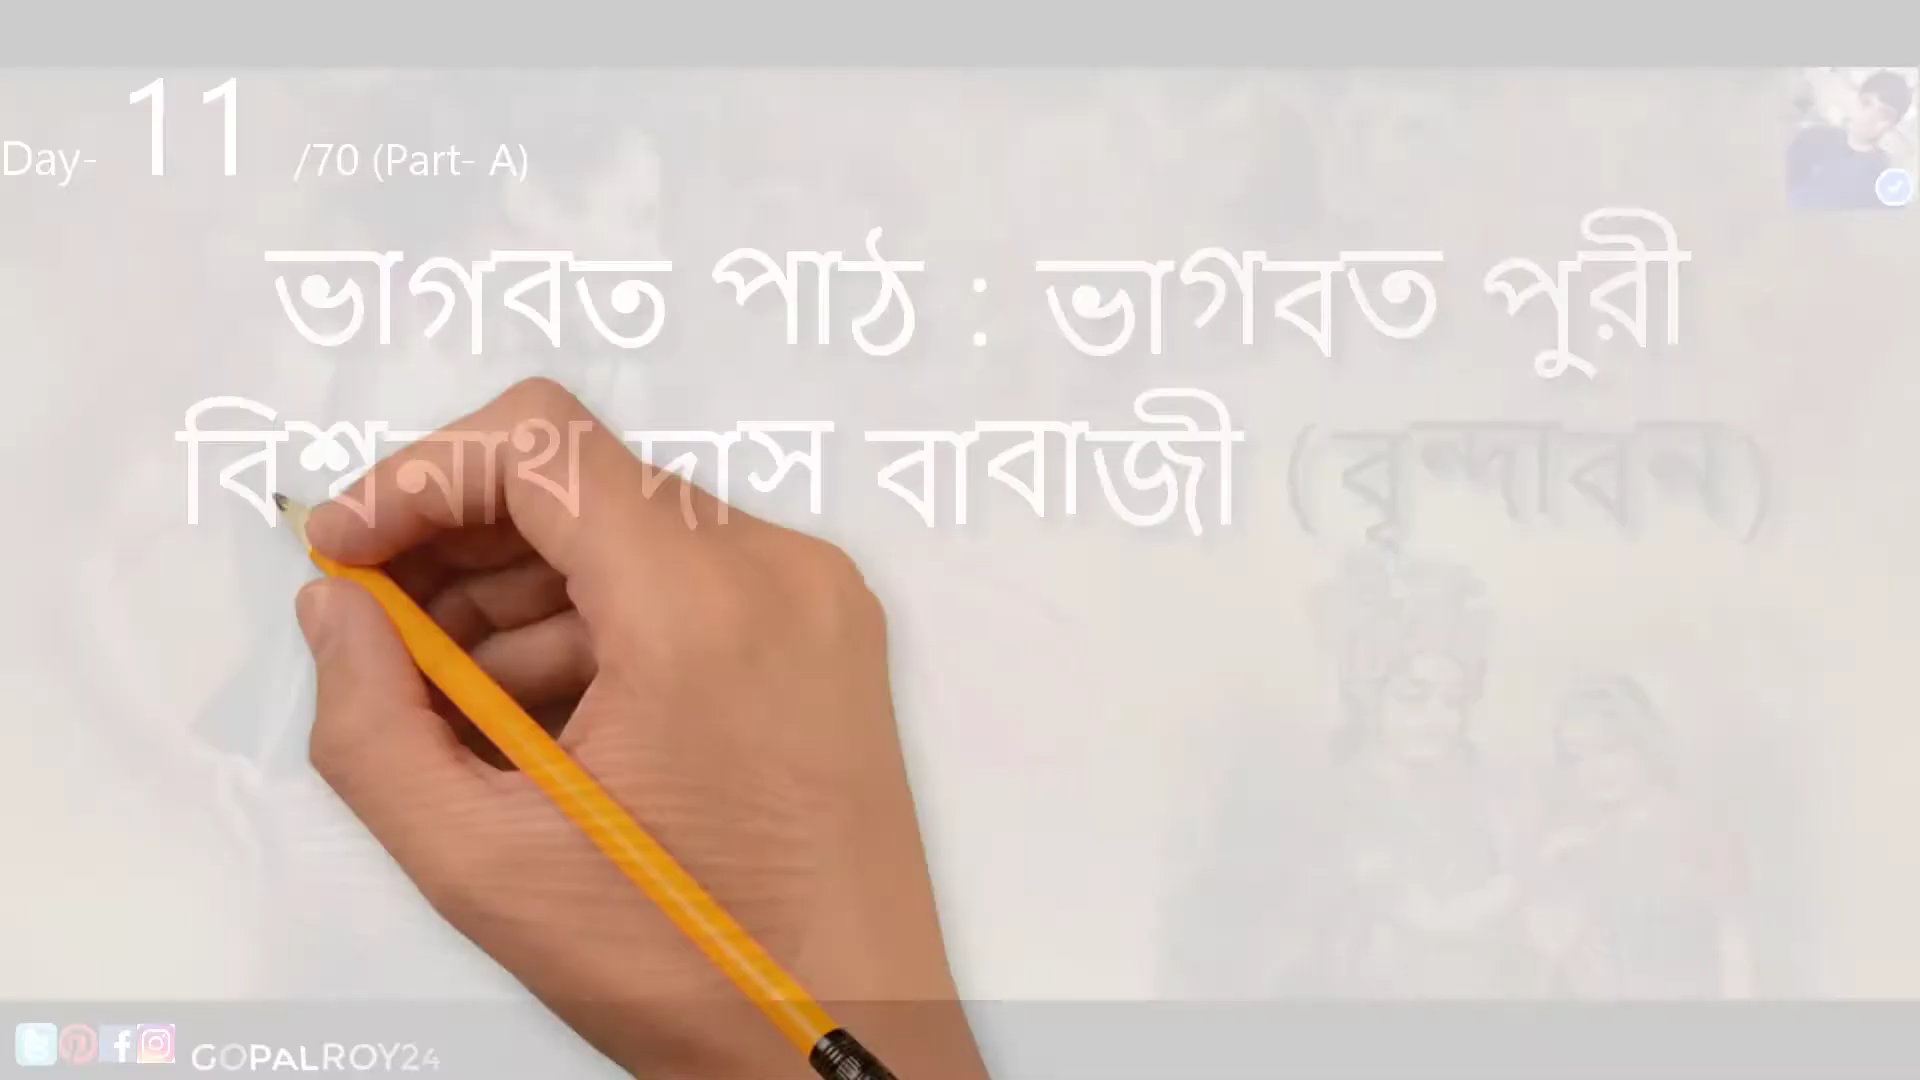 Day- 11 /70 (Part- A)
ভাগবত পাঠ : ভাগবত পুরী
বিশ্বনাথ দাস বাবাজী (বৃন্দাবন)
GOPALROY24